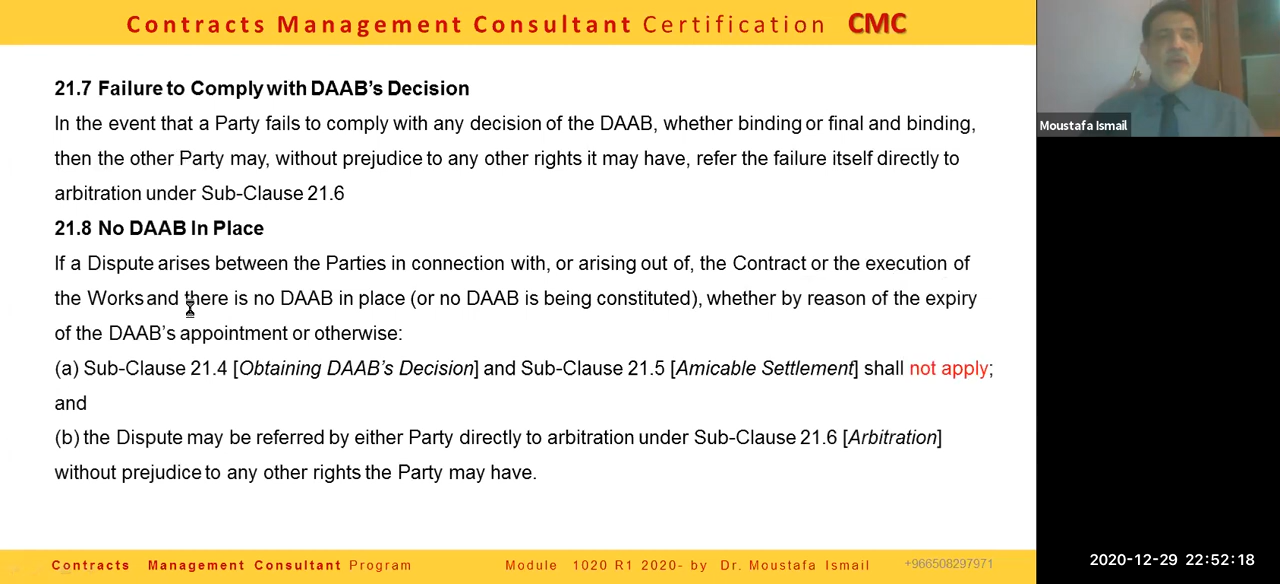 Contracts Management Consultant Certification CMC
Moustafa Ismail
21.7 Failure to Comply with DAAB’s Decision
In the event that a Party fails to comply with any decision of the DAAB, whether binding or final and binding,
then the other Party may, without prejudice to any other rights it may have, refer the failure itself directly to
arbitration under Sub-Clause 21.6
21.8 No DAAB In Place
If a Dispute arises between the Parties in connection with, or arising out of, the Contract or the execution of
the Works and there is no DAAB in place (or no DAAB is being constituted), whether by reason of the expiry
of the DAAB’s appointment or otherwise:
(a) Sub-Clause 21.4 [Obtaining DAAB’s Decision] and Sub-Clause 21.5 [Amicable Settlement] shall not apply;
and
(b) the Dispute may be referred by either Party directly to arbitration under Sub-Clause 21.6 [Arbitration]
without prejudice to any other rights the Party may have.
Contracts Management Consultant Program
Module 1020 R1 2020- by Dr. Moustafa Ismail
+966508297971
2020-12-29 22:52:18